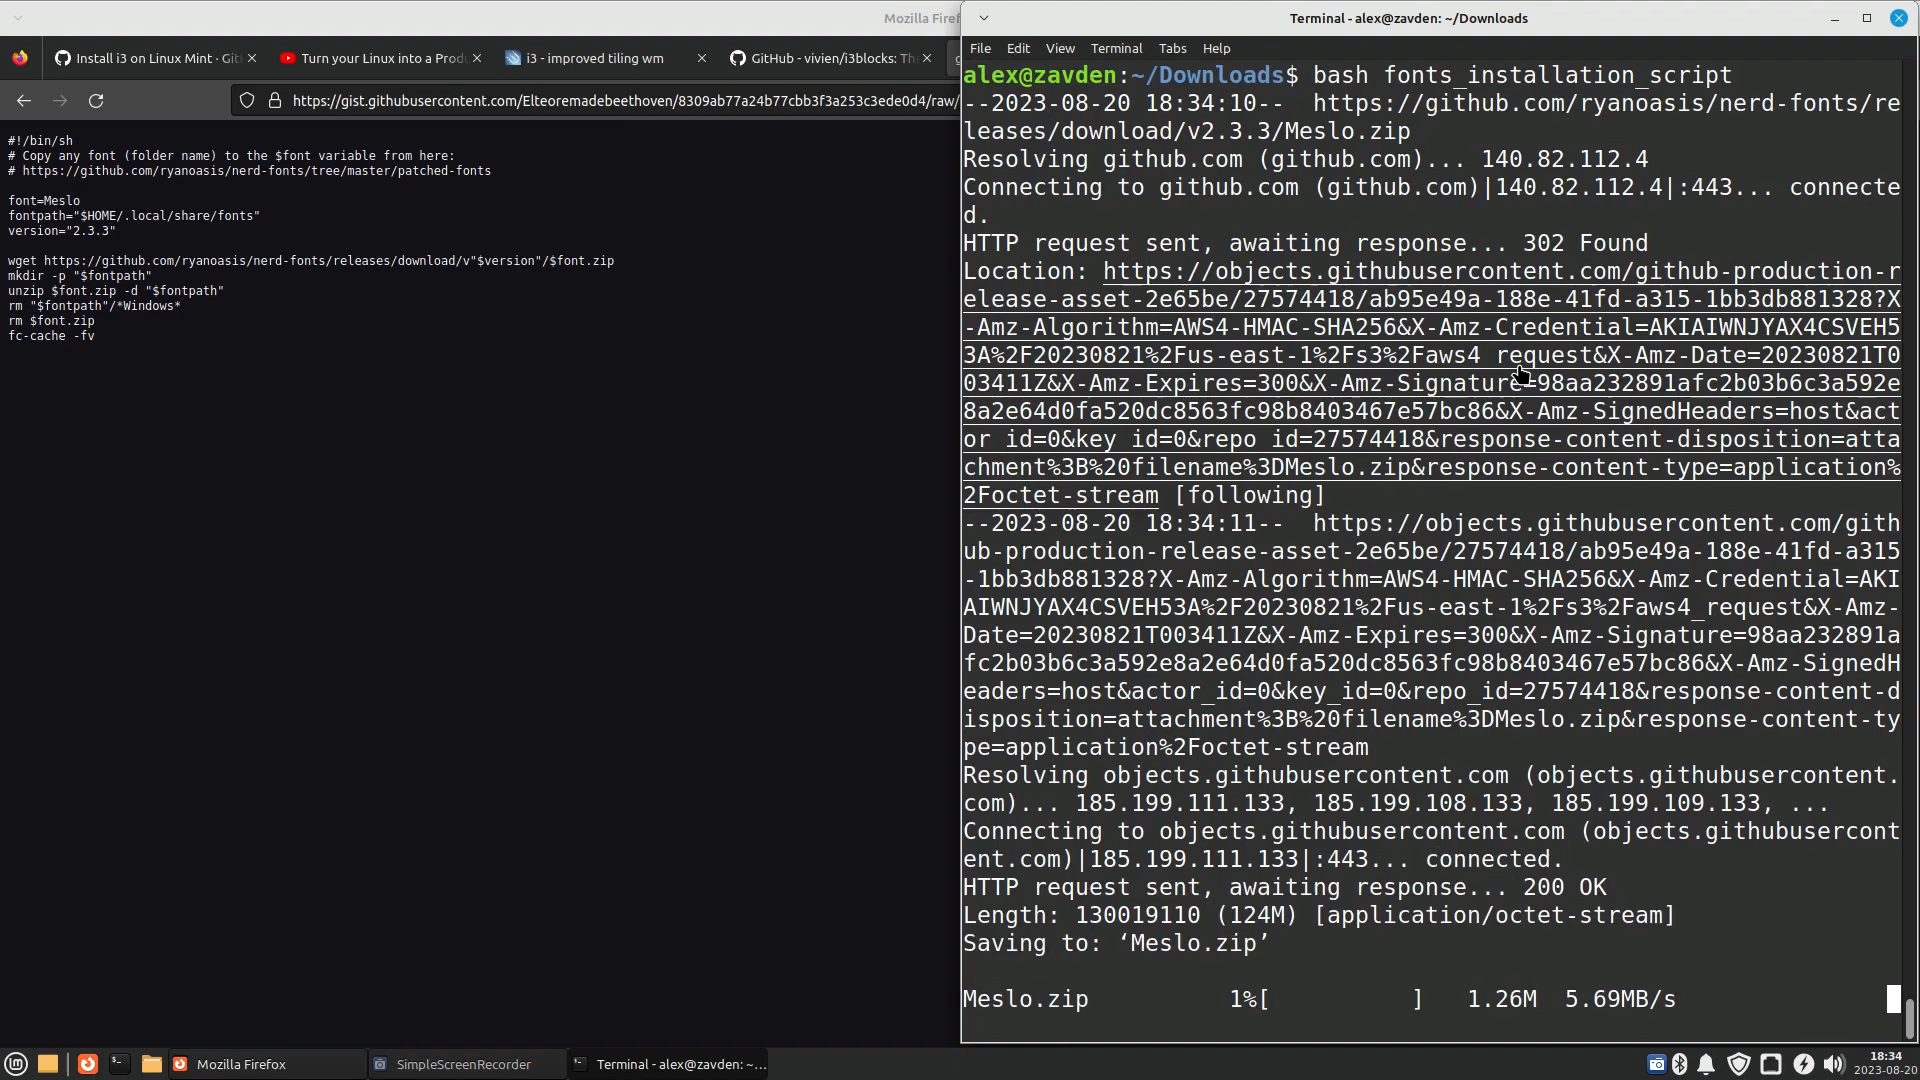 Mozilla Firef
Install i3 on Linux Mint · Git
Turn your Linux into a Prod
i3 - improved tiling wm
GitHub - vivien/i3blocks: Th
https://gist.githubusercontent.com/Elteoremadebeethoven/8309ab77a24b77cbb3f3a253c3ede0d4/raw/
#!/bin/sh
# Copy any font (folder name) to the $font variable from here:
# https://github.com/ryanoasis/nerd-fonts/tree/master/patched-fonts
font=Meslo
fontpath="$HOME/.local/share/fonts"
version="2.3.3"
wget https://github.com/ryanoasis/nerd-fonts/releases/download/v"$version"/$font.zip
mkdir -p "$fontpath"
unzip $font.zip -d "$fontpath"
rm "$fontpath"/*Windows*
rm $font.zip
fc-cache -fv
Terminal - alex@zavden: ~/Downloads
File Edit View Terminal Tabs Help
alex@zavden:~/Downloads$ bash fonts_installation_script
--2023-08-20 18:34:10--  https://github.com/ryanoasis/nerd-fonts/re
leases/download/v2.3.3/Meslo.zip
Resolving github.com (github.com)... 140.82.112.4
Connecting to github.com (github.com)|140.82.112.4|:443... connecte
d.
HTTP request sent, awaiting response... 302 Found
Location: https://objects.githubusercontent.com/github-production-r
elease-asset-2e65be/27574418/ab95e49a-188e-41fd-a315-1bb3db881328?X
-Amz-Algorithm=AWS4-HMAC-SHA256&X-Amz-Credential=AKIAIWNJYAX4CSVEH5
3A%2F20230821%2Fus-east-1%2Fs3%2Faws4_request&X-Amz-Date=20230821T0
03411Z&X-Amz-Expires=300&X-Amz-Signature=98aa232891afc2b03b6c3a592e
8a2e64d0fa520dc8563fc98b8403467e57bc86&X-Amz-SignedHeaders=host&act
or_id=0&key_id=0&repo_id=27574418&response-content-disposition=atta
chment%3B%20filename%3DMeslo.zip&response-content-type=application%
2Foctet-stream [following]
--2023-08-20 18:34:11--  https://objects.githubusercontent.com/gith
ub-production-release-asset-2e65be/27574418/ab95e49a-188e-41fd-a315
-1bb3db881328?X-Amz-Algorithm=AWS4-HMAC-SHA256&X-Amz-Credential=AKI
AIWNJYAX4CSVEH53A%2F20230821%2Fus-east-1%2Fs3%2Faws4_request&X-Amz-
Date=20230821T003411Z&X-Amz-Expires=300&X-Amz-Signature=98aa232891a
fc2b03b6c3a592e8a2e64d0fa520dc8563fc98b8403467e57bc86&X-Amz-SignedH
eaders=host&actor_id=0&key_id=0&repo_id=27574418&response-content-d
isposition=attachment%3B%20filename%3DMeslo.zip&response-content-ty
pe=application%2Foctet-stream
Resolving objects.githubusercontent.com (objects.githubusercontent.
com)... 185.199.111.133, 185.199.108.133, 185.199.109.133, ...
Connecting to objects.githubusercontent.com (objects.githubusercont
ent.com)|185.199.111.133|:443... connected.
HTTP request sent, awaiting response... 200 OK
Length: 130019110 (124M) [application/octet-stream]
Saving to: ‘Meslo.zip’
Meslo.zip          1%[          ]   1.26M  5.69MB/s
Mozilla Firefox
SimpleScreenRecorder
Terminal - alex@zavden: ~...
18:34
2023-08-20